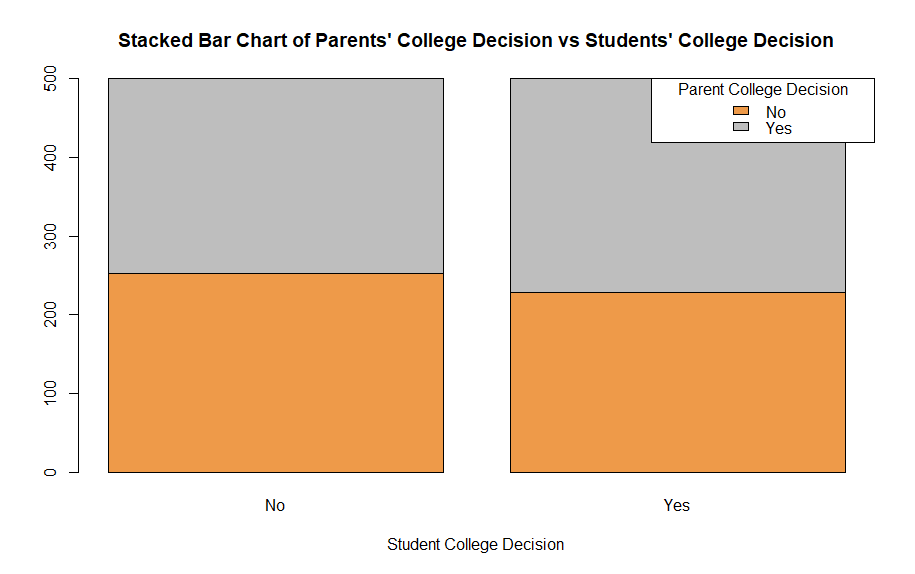 Stacked Bar Chart of Parents' College Decision vs Students' College Decision
500
400
300
200
100
0
Parent College Decision
No
Yes
No
Yes
Student College Decision